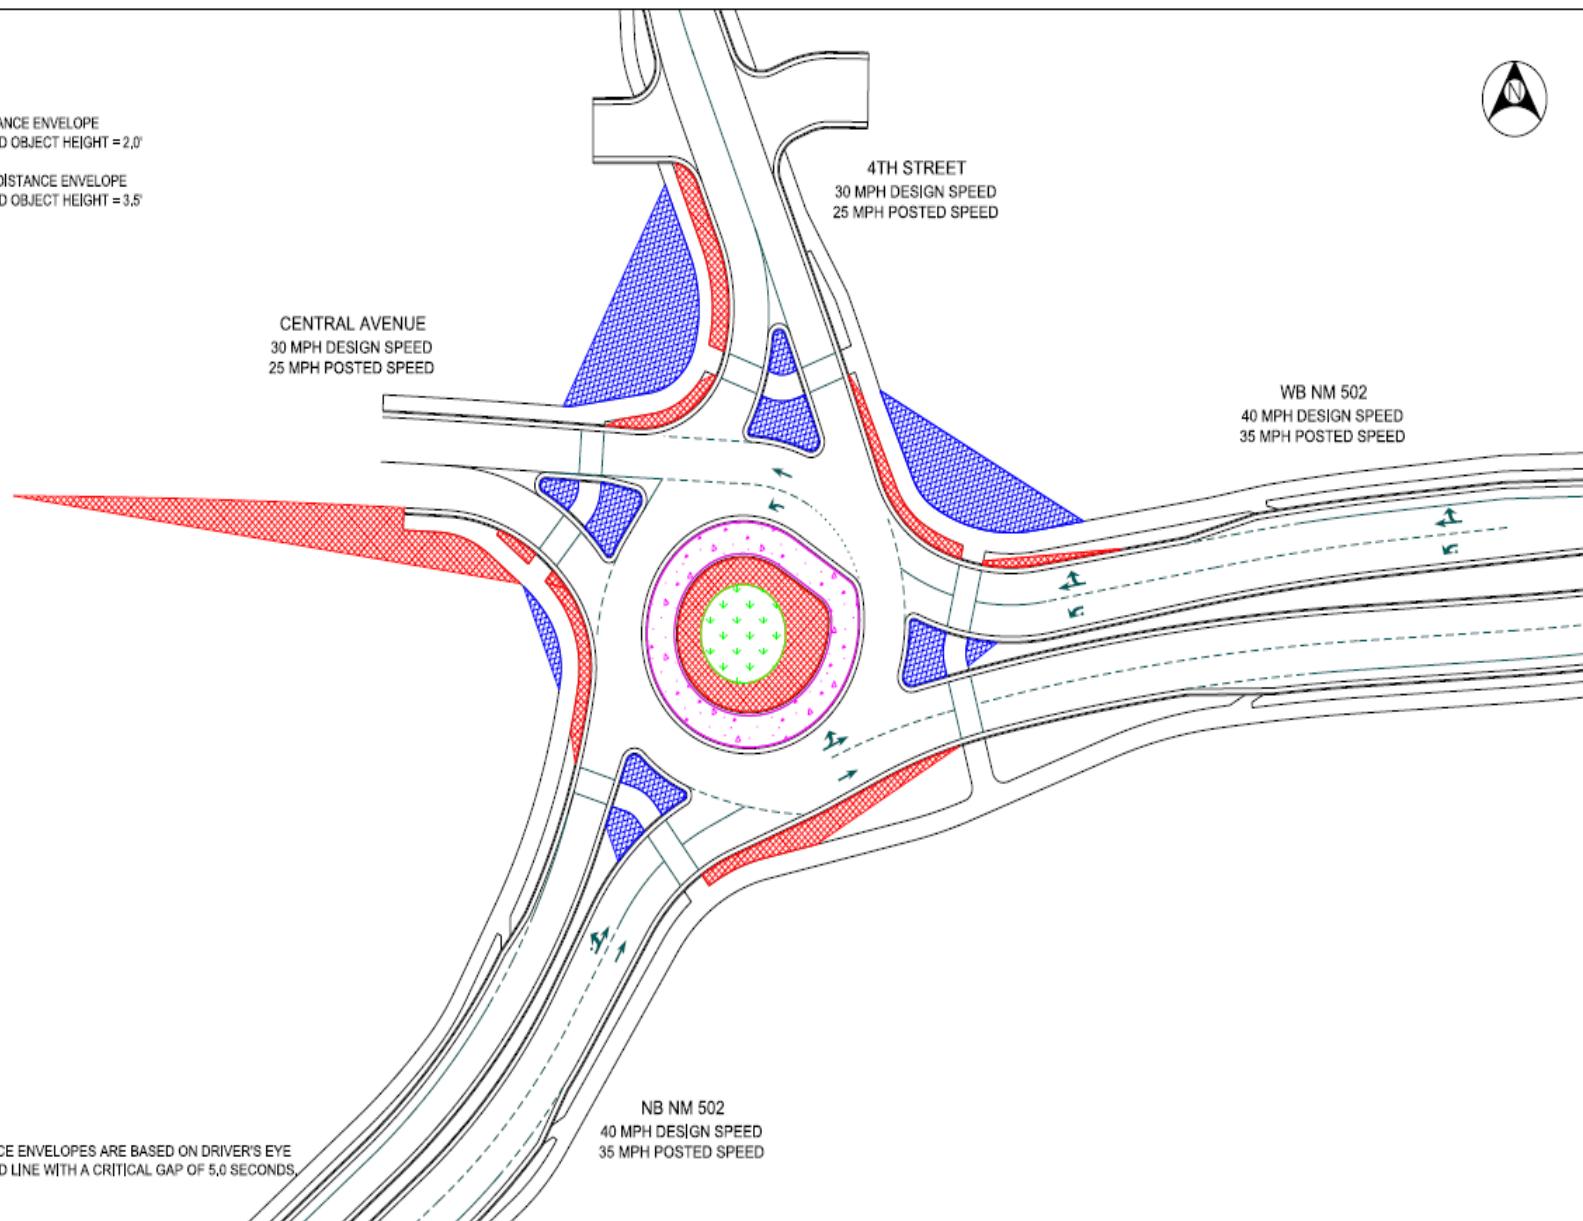 ANCE ENVELOPE
D OBJECT HEIGHT = 2.0'
DISTANCE ENVELOPE
D OBJECT HEIGHT = 3.5'
N
4TH STREET
30 MPH DESIGN SPEED
25 MPH POSTED SPEED
CENTRAL AVENUE
30 MPH DESIGN SPEED
25 MPH POSTED SPEED
WB NM 502
40 MPH DESIGN SPEED
35 MPH POSTED SPEED
NB NM 502
40 MPH DESIGN SPEED
35 MPH POSTED SPEED
CE ENVELOPES ARE BASED ON DRIVER'S EYE
D LINE WITH A CRITICAL GAP OF 5.0 SECONDS.